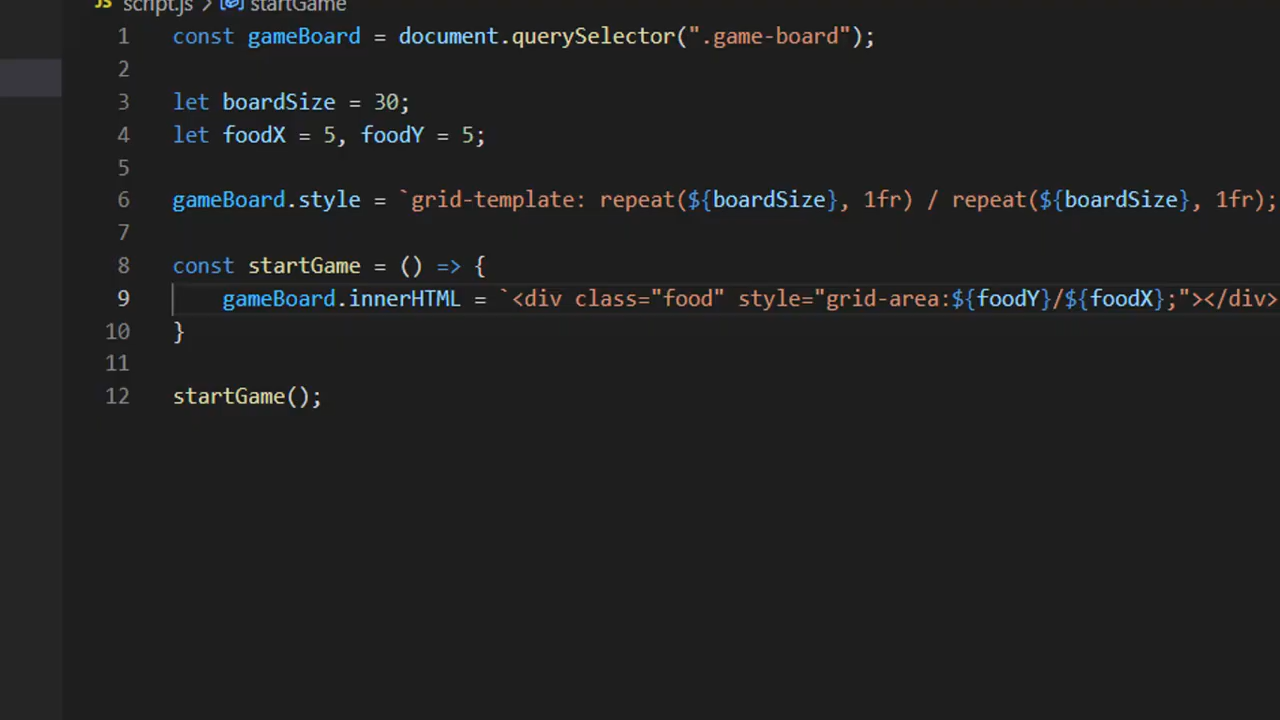 JS script.js > startGame
1 const gameBoard = document.querySelector(".game-board");
2
3 let boardSize = 30;
4 let foodX = 5, foodY = 5;
5
6 gameBoard.style = `grid-template: repeat(${boardSize}, 1fr) / repeat(${boardSize}, 1fr);
7
8 const startGame = () => {
9 gameBoard.innerHTML = `<div class="food" style="grid-area:${foodY}/${foodX};"></div>
10 }
11
12 startGame();